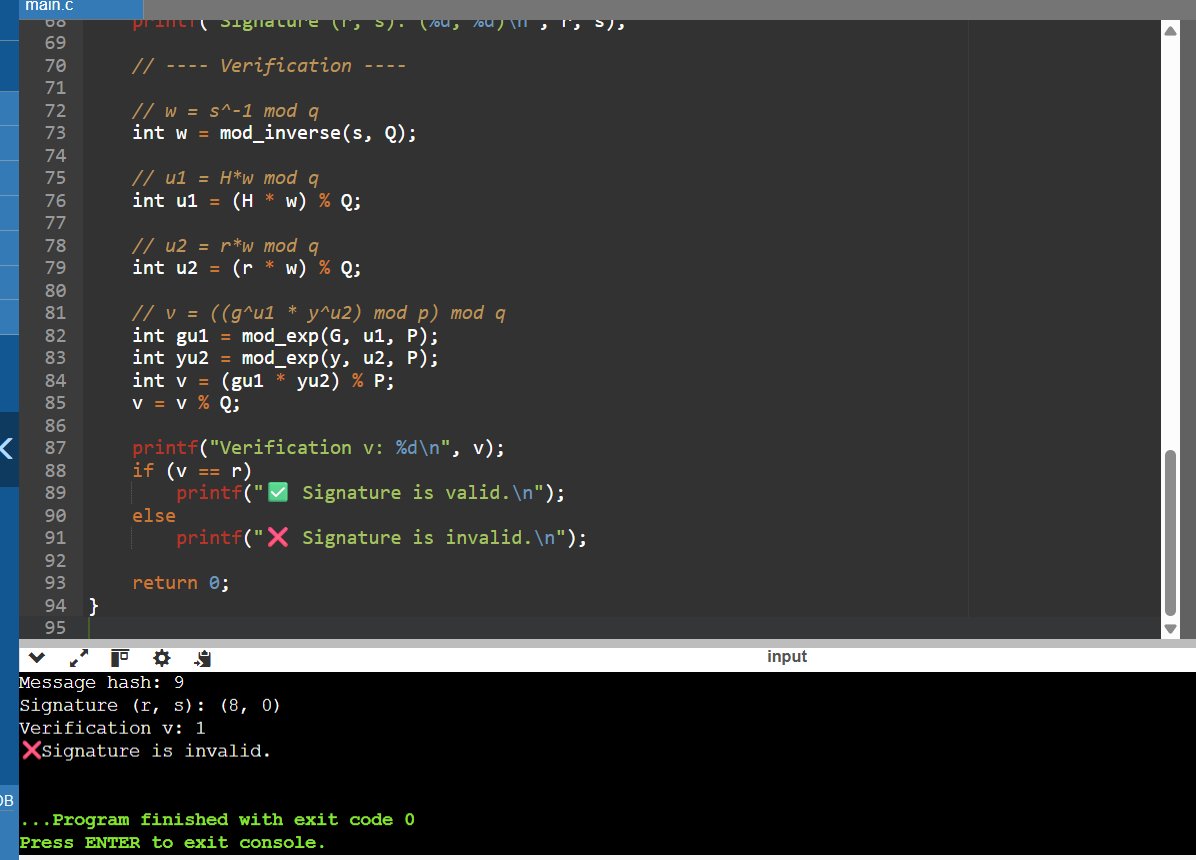 main.c
68 printf("Signature (r, s): (%d, %d)\n", r, s);
69
70 // ---- Verification ----
71
72 // w = s^-1 mod q
73 int w = mod_inverse(s, Q);
74
75 // u1 = H*w mod q
76 int u1 = (H * w) % Q;
77
78 // u2 = r*w mod q
79 int u2 = (r * w) % Q;
80
81 // v = ((g^u1 * y^u2) mod p) mod q
82 int gu1 = mod_exp(G, u1, P);
83 int yu2 = mod_exp(y, u2, P);
84 int v = (gu1 * yu2) % P;
85 v = v % Q;
86
87 printf("Verification v: %d\n", v);
88 if (v == r)
89 printf("✅ Signature is valid.\n");
90 else
91 printf("❌ Signature is invalid.\n");
92
93 return 0;
94 }
95
input
Message hash: 9
Signature (r, s): (8, 0)
Verification v: 1
❌Signature is invalid.
DB
...Program finished with exit code 0
Press ENTER to exit console.